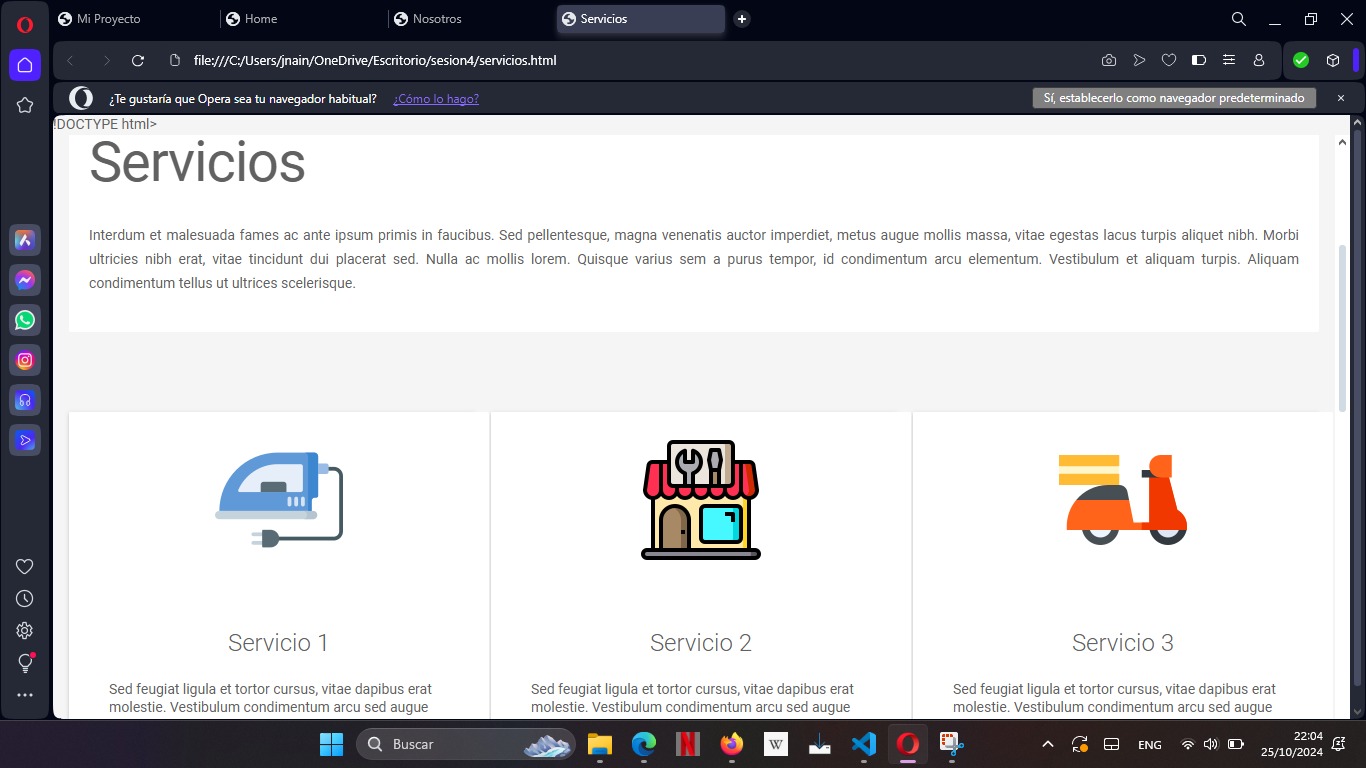 Mi Proyecto
Home
Nosotros
Servicios
file:///C:/Users/jnain/OneDrive/Escritorio/sesion4/servicios.html
¿Te gustaría que Opera sea tu navegador habitual? ¿Cómo lo hago?
Sí, establecerlo como navegador predeterminado
!DOCTYPE html>
Servicios
Interdum et malesuada fames ac ante ipsum primis in faucibus. Sed pellentesque, magna venenatis auctor imperdiet, metus augue mollis massa, vitae egestas lacus turpis aliquet nibh. Morbi
ultricies nibh erat, vitae tincidunt dui placerat sed. Nulla ac mollis lorem. Quisque varius sem a purus tempor, id condimentum arcu elementum. Vestibulum et aliquam turpis. Aliquam
condimentum tellus ut ultrices scelerisque.
Servicio 1
Sed feugiat ligula et tortor cursus, vitae dapibus erat
molestie. Vestibulum condimentum arcu sed augue
Servicio 2
Sed feugiat ligula et tortor cursus, vitae dapibus erat
molestie. Vestibulum condimentum arcu sed augue
Servicio 3
Sed feugiat ligula et tortor cursus, vitae dapibus erat
molestie. Vestibulum condimentum arcu sed augue
Buscar
N
W
ENG
22:04
25/10/2024